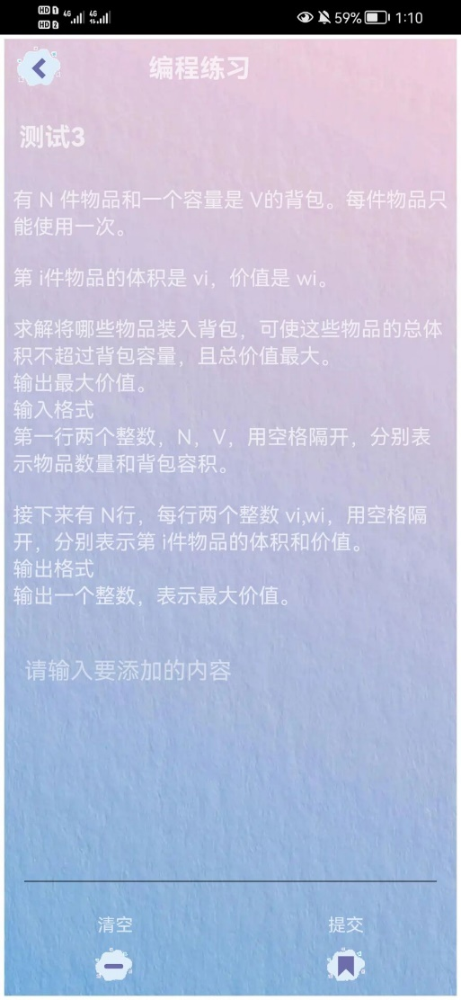 HD 1 4G 4G 59% 1:10
HD 2
编程练习
测试3
有 N 件物品和一个容量是 V的背包。每件物品只
能使用一次。
第 i件物品的体积是 vi，价值是 wi。
求解将哪些物品装入背包，可使这些物品的总体
积不超过背包容量，且总价值最大。
输出最大价值。
输入格式
第一行两个整数，N，V，用空格隔开，分别表
示物品数量和背包容积。
接下来有 N行，每行两个整数 vi,wi，用空格隔
开，分别表示第 i件物品的体积和价值。
输出格式
输出一个整数，表示最大价值。
请输入要添加的内容
清空 提交